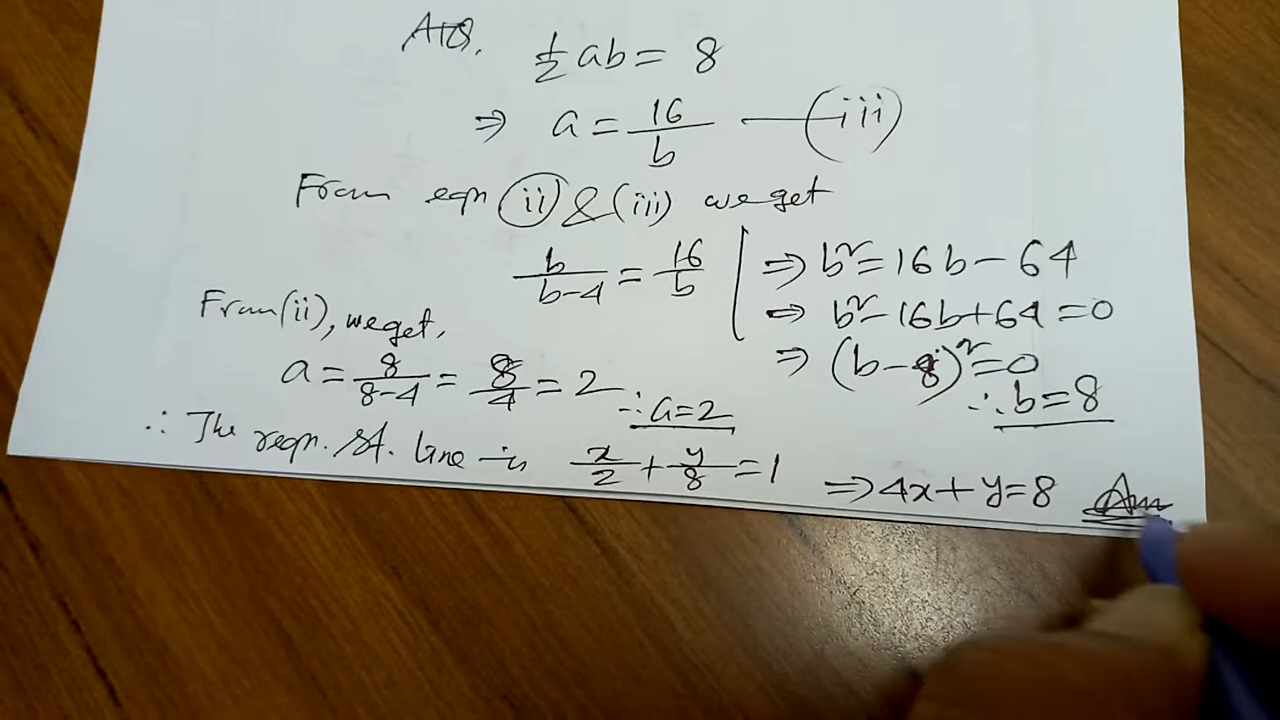 ATQ. ½ ab = 8
⇒ a = 16/b —(iii)
From eqn (ii) & (iii) we get
b/(b-4) = 16/b | ⇒ b² = 16b - 64
⇒ b² - 16b + 64 = 0
⇒ (b - 8)² = 0
∴ b = 8
From (ii), we get,
a = 8/(8-4) = 8/4 = 2 ∴ a = 2
∴ The reqn. st. line is x/2 + y/8 = 1 ⇒ 4x + y = 8 Ans